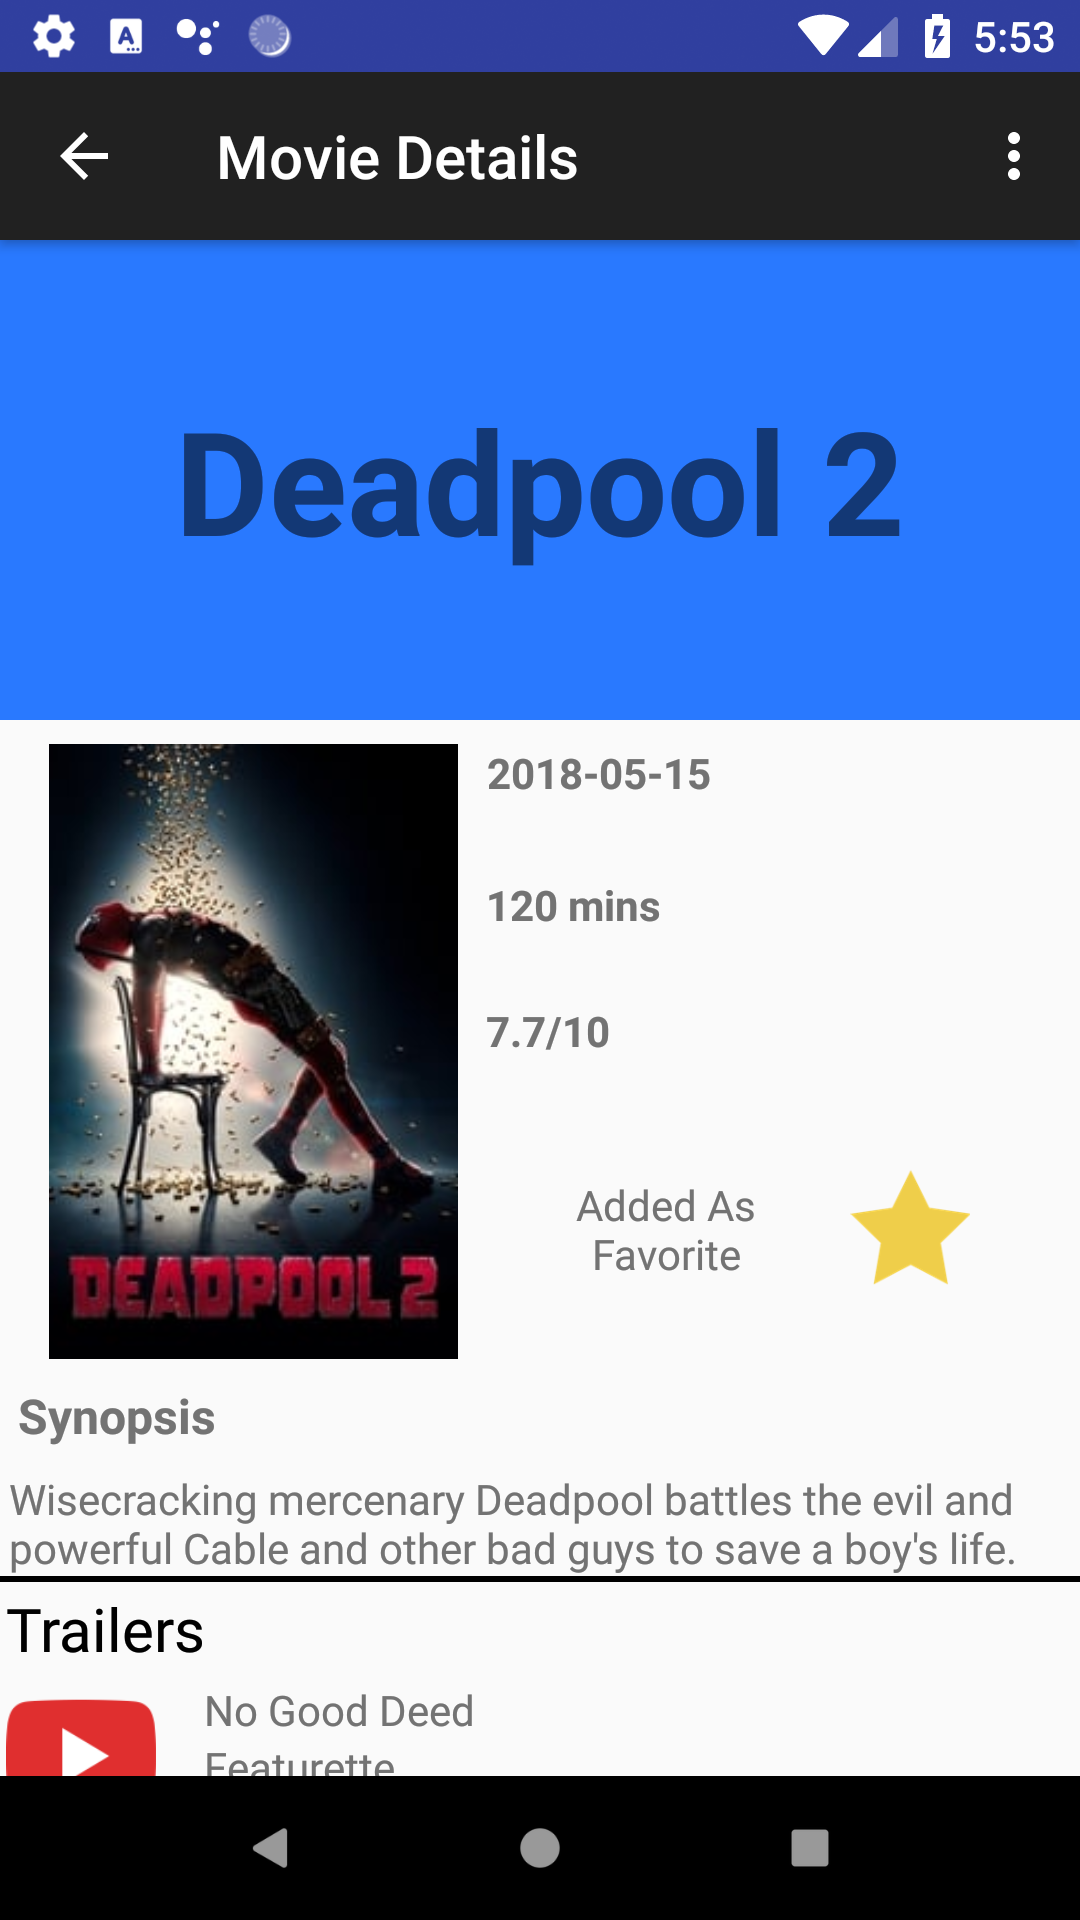 5:53
Movie Details
Deadpool 2
2018-05-15
120 mins
7.7/10
Added As
Favorite
DEADPOOL 2
Synopsis
Wisecracking mercenary Deadpool battles the evil and
powerful Cable and other bad guys to save a boy's life.
Trailers
No Good Deed
Featurette